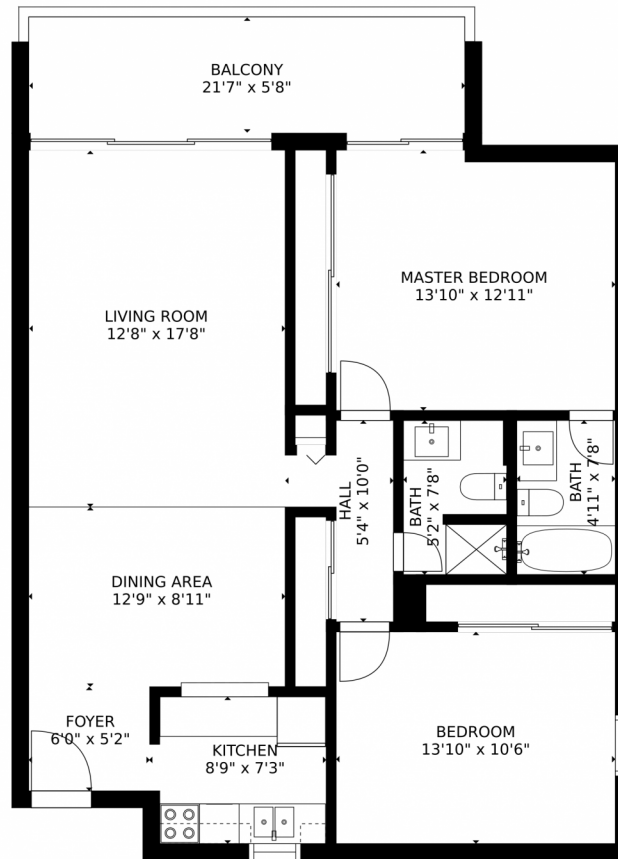 BALCONY
21'7" x 5'8"
LIVING ROOM
12'8" x 17'8"
MASTER BEDROOM
13'10" x 12'11"
HALL
5'4" x 10'0"
BATH
5'2" x 7'8"
BATH
4'11" x 7'8"
DINING AREA
12'9" x 8'11"
FOYER
6'0" x 5'2"
KITCHEN
8'9" x 7'3"
BEDROOM
13'10" x 10'6"